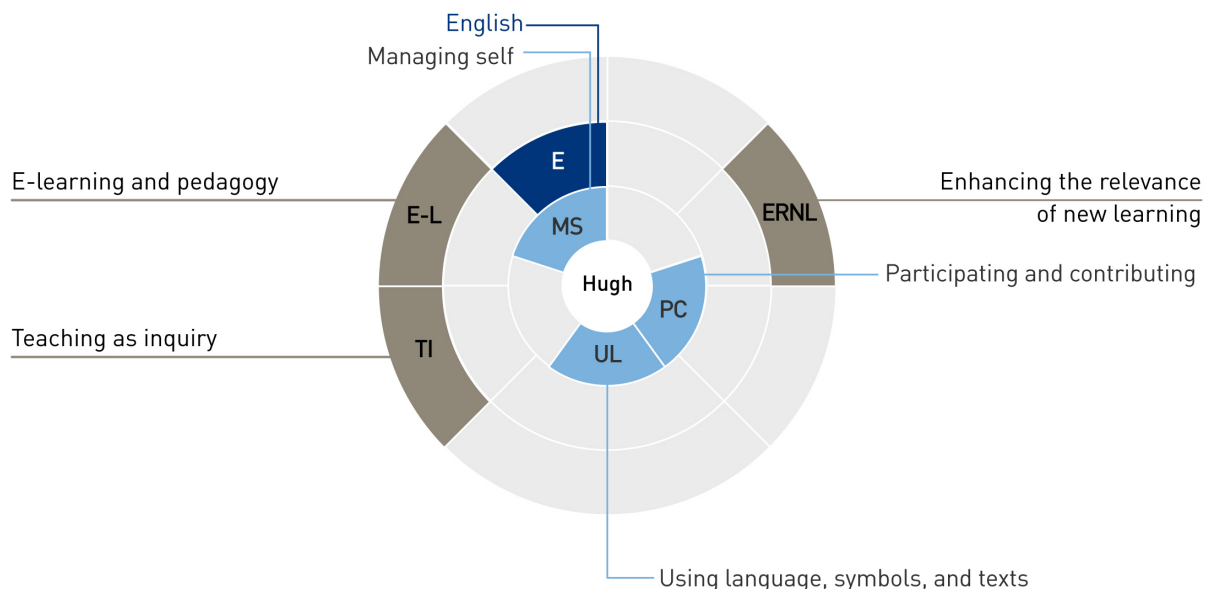 English
Managing self
E
E-learning and pedagogy
Enhancing the relevance
of new learning
E-L
ERNL
MS
Participating and contributing
Hugh
PC
Teaching as inquiry
TI
UL
Using language, symbols, and texts